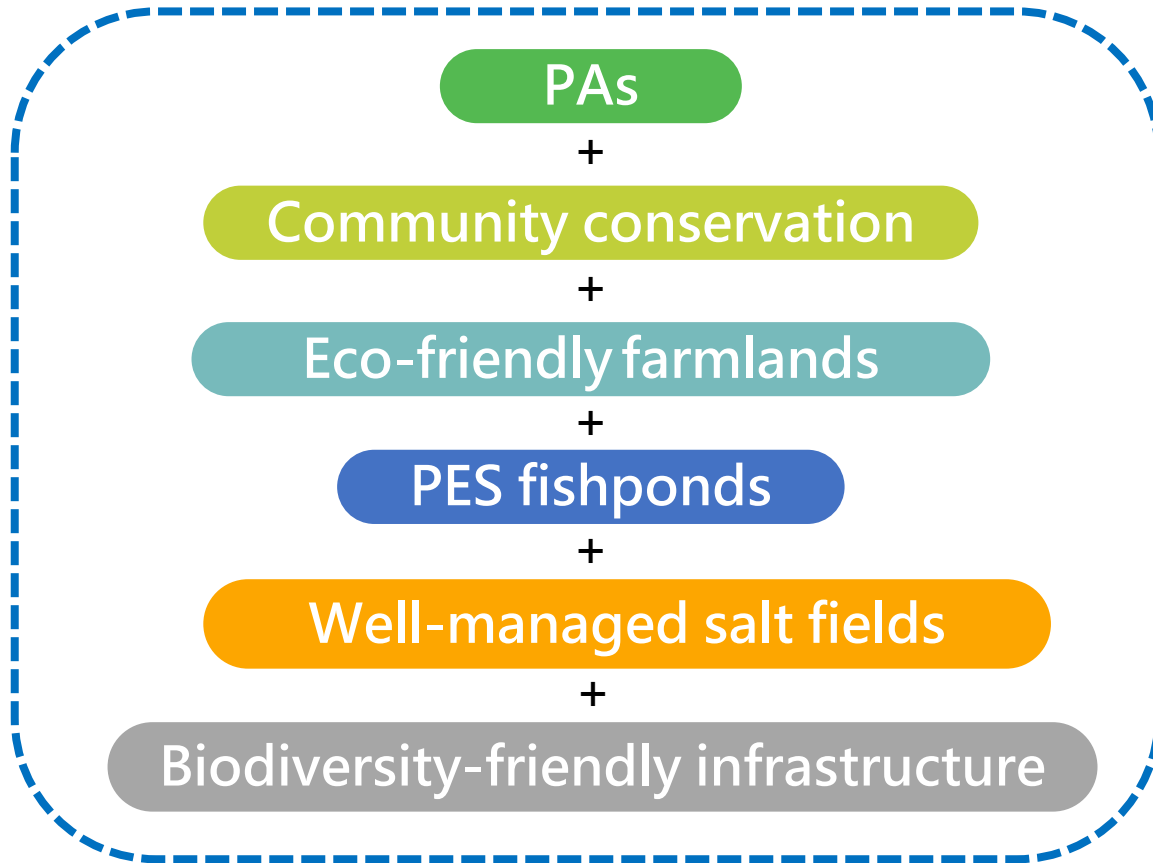 PAs
+
Community conservation
+
Eco-friendly farmlands
+
PES fishponds
+
Well-managed salt fields
+
Biodiversity-friendly infrastructure